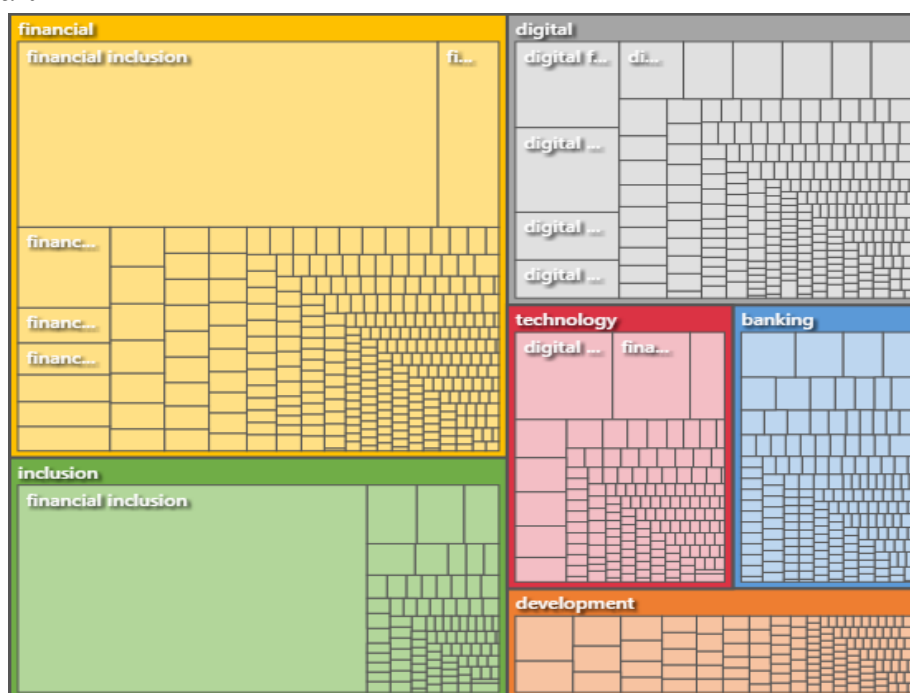 financial
financial inclusion
fi...
financ...
financ...
financ...
inclusion
financial inclusion
digital
digital f...
di...
digital ...
digital ...
digital ...
technology
digital ...
fina...
banking
development